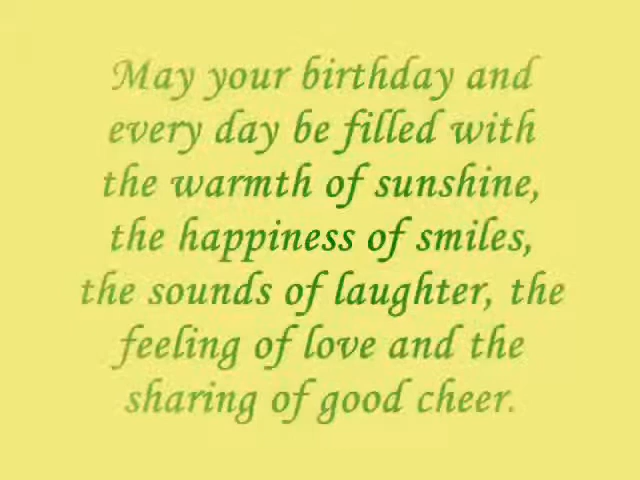 May your birthday and
every day be filled with
the warmth of sunshine,
the happiness of smiles,
the sounds of laughter, the
feeling of love and the
sharing of good cheer.